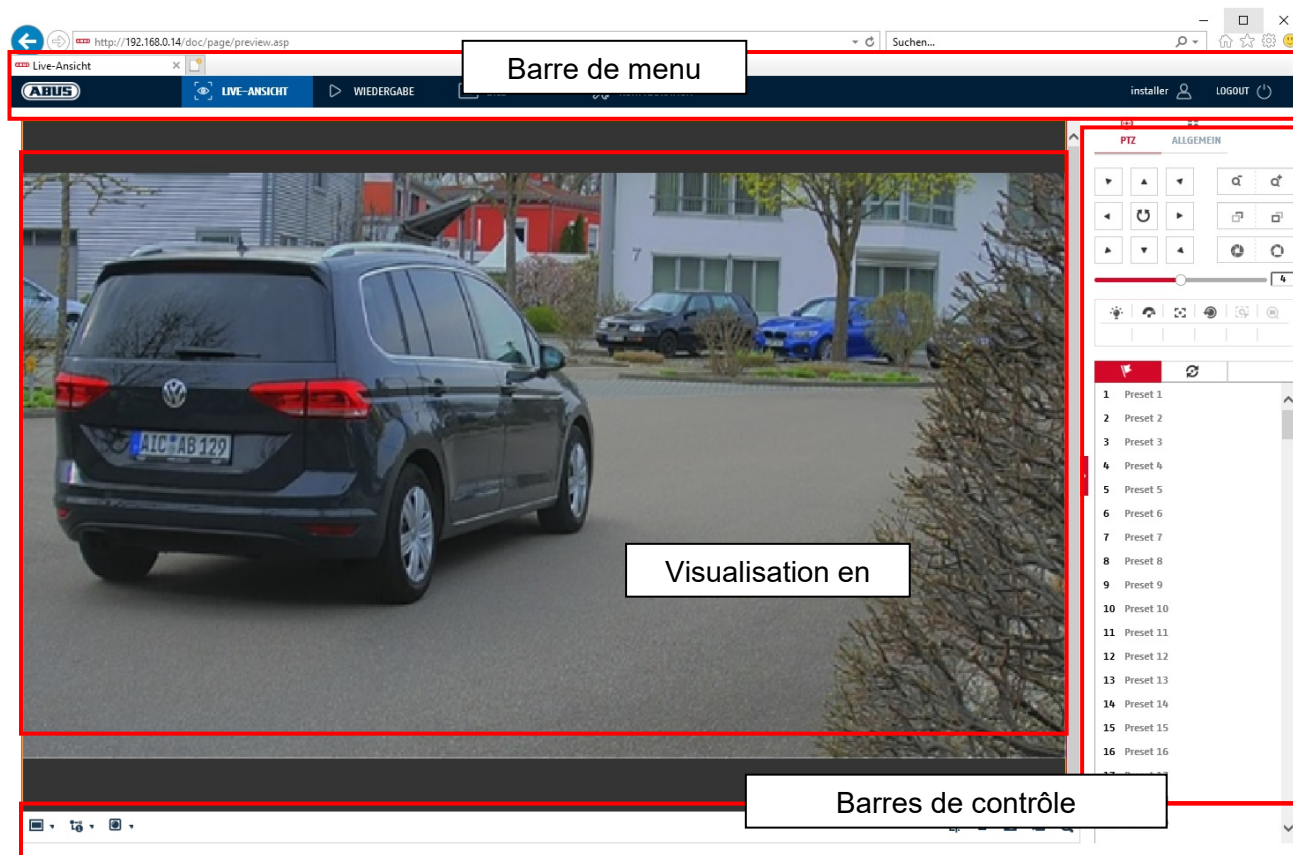 http://192.168.0.14/doc/page/preview.asp
Suchen...
Live-Ansicht
Barre de menu
ABUS
LIVE-ANSICHT
WIEDERGABE
installer
LOGOUT
PTZ
ALLGEMEIN
4
7
AIC AB 129
Visualisation en
1 Preset 1
2 Preset 2
3 Preset 3
4 Preset 4
5 Preset 5
6 Preset 6
7 Preset 7
8 Preset 8
9 Preset 9
10 Preset 10
11 Preset 11
12 Preset 12
13 Preset 13
14 Preset 14
15 Preset 15
16 Preset 16
Barres de contrôle